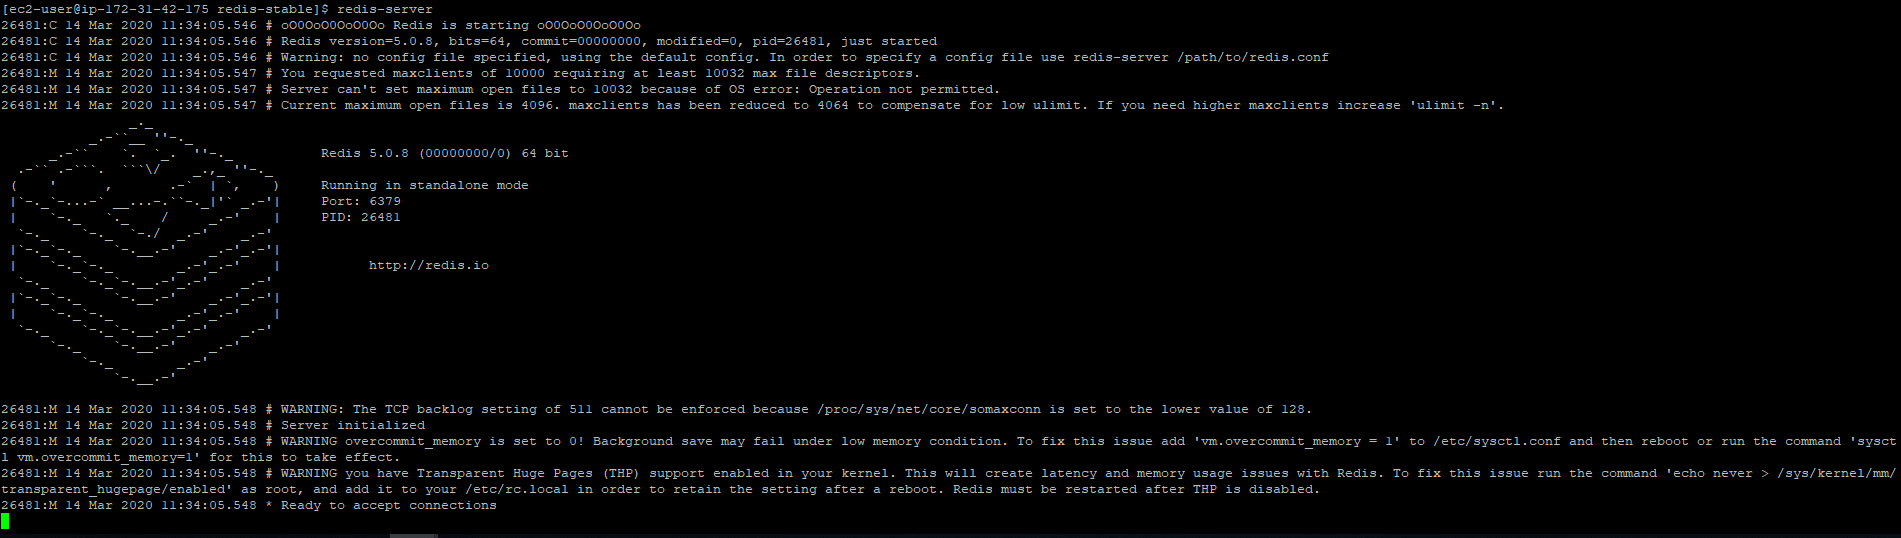 [ec2-user@ip-172-31-42-175 redis-stable]$ redis-server
26481:C 14 Mar 2020 11:34:05.546 # oO0OoO0OoO0Oo Redis is starting oO0OoO0OoO0Oo
26481:C 14 Mar 2020 11:34:05.546 # Redis version=5.0.8, bits=64, commit=00000000, modified=0, pid=26481, just started
26481:C 14 Mar 2020 11:34:05.546 # Warning: no config file specified, using the default config. In order to specify a config file use redis-server /path/to/redis.conf
26481:M 14 Mar 2020 11:34:05.547 # You requested maxclients of 10000 requiring at least 10032 max file descriptors.
26481:M 14 Mar 2020 11:34:05.547 # Server can't set maximum open files to 10032 because of OS error: Operation not permitted.
26481:M 14 Mar 2020 11:34:05.547 # Current maximum open files is 4096. maxclients has been reduced to 4064 to compensate for low ulimit. If you need higher maxclients increase 'ulimit -n'.
Redis 5.0.8 (00000000/0) 64 bit
Running in standalone mode
Port: 6379
PID: 26481
http://redis.io
26481:M 14 Mar 2020 11:34:05.548 # WARNING: The TCP backlog setting of 511 cannot be enforced because /proc/sys/net/core/somaxconn is set to the lower value of 128.
26481:M 14 Mar 2020 11:34:05.548 # Server initialized
26481:M 14 Mar 2020 11:34:05.548 # WARNING overcommit_memory is set to 0! Background save may fail under low memory condition. To fix this issue add 'vm.overcommit_memory = 1' to /etc/sysctl.conf and then reboot or run the command 'sysct
l vm.overcommit_memory=1' for this to take effect.
26481:M 14 Mar 2020 11:34:05.548 # WARNING you have Transparent Huge Pages (THP) support enabled in your kernel. This will create latency and memory usage issues with Redis. To fix this issue run the command 'echo never > /sys/kernel/mm/
transparent_hugepage/enabled' as root, and add it to your /etc/rc.local in order to retain the setting after a reboot. Redis must be restarted after THP is disabled.
26481:M 14 Mar 2020 11:34:05.548 * Ready to accept connections